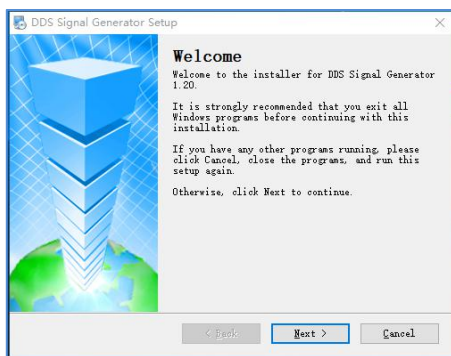 DDS Signal Generator Setup
Welcome
Welcome to the installer for DDS Signal Generator
1.20.
It is strongly recommended that you exit all
Windows programs before continuing with this
installation.
If you have any other programs running, please
click Cancel, close the programs, and run this
setup again.
Otherwise, click Next to continue.
< Back
Next >
Cancel